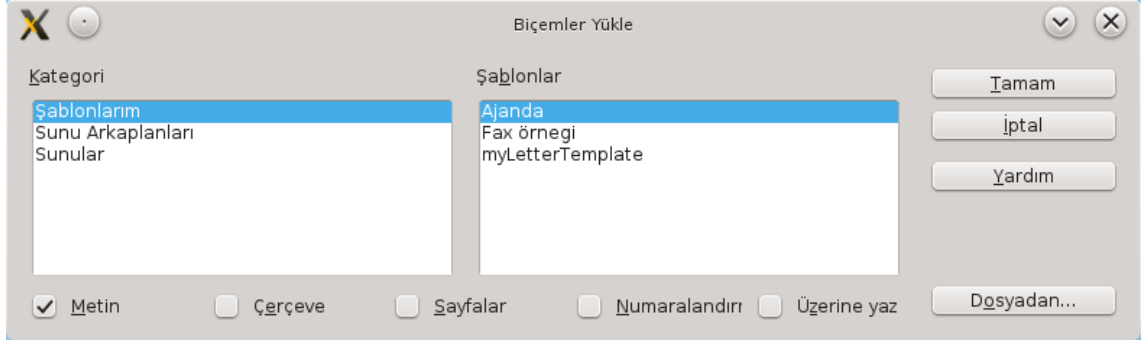 Biçemler Yükle
Kategori
Şablonlarım
Sunu Arkaplanları
Sunular
Şablonlar
Ajanda
Fax örnegi
myLetterTemplate
Tamam
İptal
Yardım
Metin Çerçeve Sayfalar Numaralandırı Üzerine yaz
Dosyadan...